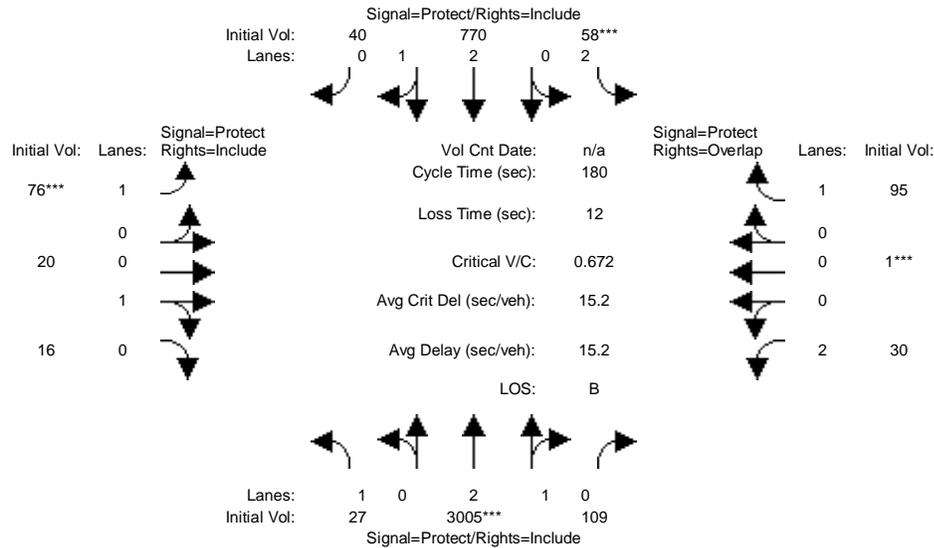 Signal=Protect/Rights=Include
Initial Vol: 40 770 58***
Lanes: 0 1 2 0 2
Signal=Protect Signal=Protect
Initial Vol: Lanes: Rights=Include Vol Cnt Date: n/a Rights=Overlap Lanes: Initial Vol:
Cycle Time (sec): 180
76*** 1 1 95
Loss Time (sec): 12
0 0
20 0 Critical V/C: 0.672 0 1***
1 Avg Crit Del (sec/veh): 15.2 0
16 0 Avg Delay (sec/veh): 15.2 2 30
LOS: B
Lanes: 1 0 2 1 0
Initial Vol: 27 3005*** 109
Signal=Protect/Rights=Include